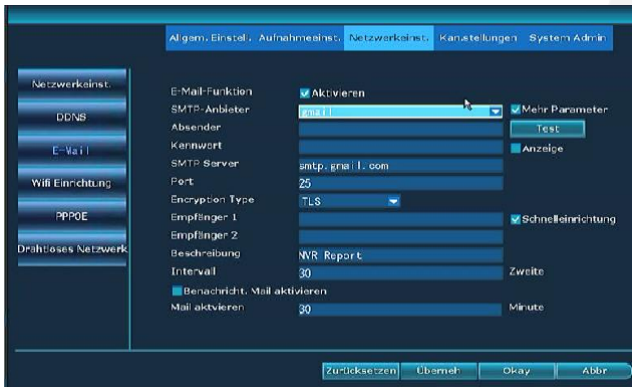 Allgem. Einstell. Aufnahmeeinst. Netzwerkeinst. Kan.stellungen System Admin
Netzwerkeinst.
DDNS
E-Mail
Wifi Einrichtung
PPPOE
Drahtloses Netzwerk
E-Mail-Funktion Aktivieren
SMTP-Anbieter gmail Mehr Parameter
Absender Test
Kennwort Anzeige
SMTP Server smtp.gmail.com
Port 25
Encryption Type TLS
Empfänger 1 Schnelleinrichtung
Empfänger 2
Beschreibung NVR Report
Intervall 30 Zweite
Benachricht. Mail aktivieren
Mail aktvieren 30 Minute
Zurücksetzen Überneh Okay Abbr